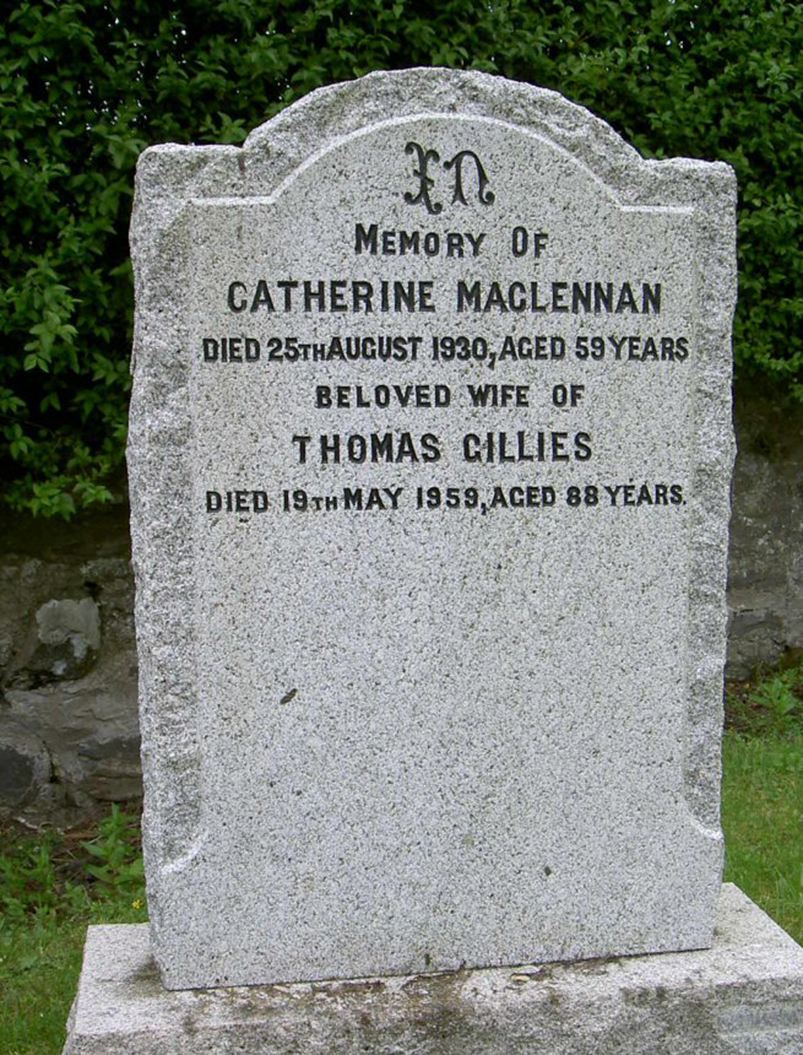 In
Memory Of
CATHERINE MACLENNAN
DIED 25TH AUGUST 1930, AGED 59 YEARS
BELOVED WIFE OF
THOMAS GILLIES
DIED 19TH MAY 1959, AGED 88 YEARS.